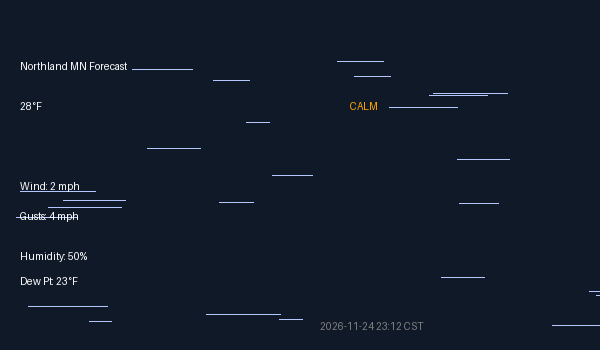 Northland MN Forecast
28°F CALM
Wind: 2 mph
Gusts: 4 mph
Humidity: 50%
Dew Pt: 23°F
2026-11-24 23:12 CST